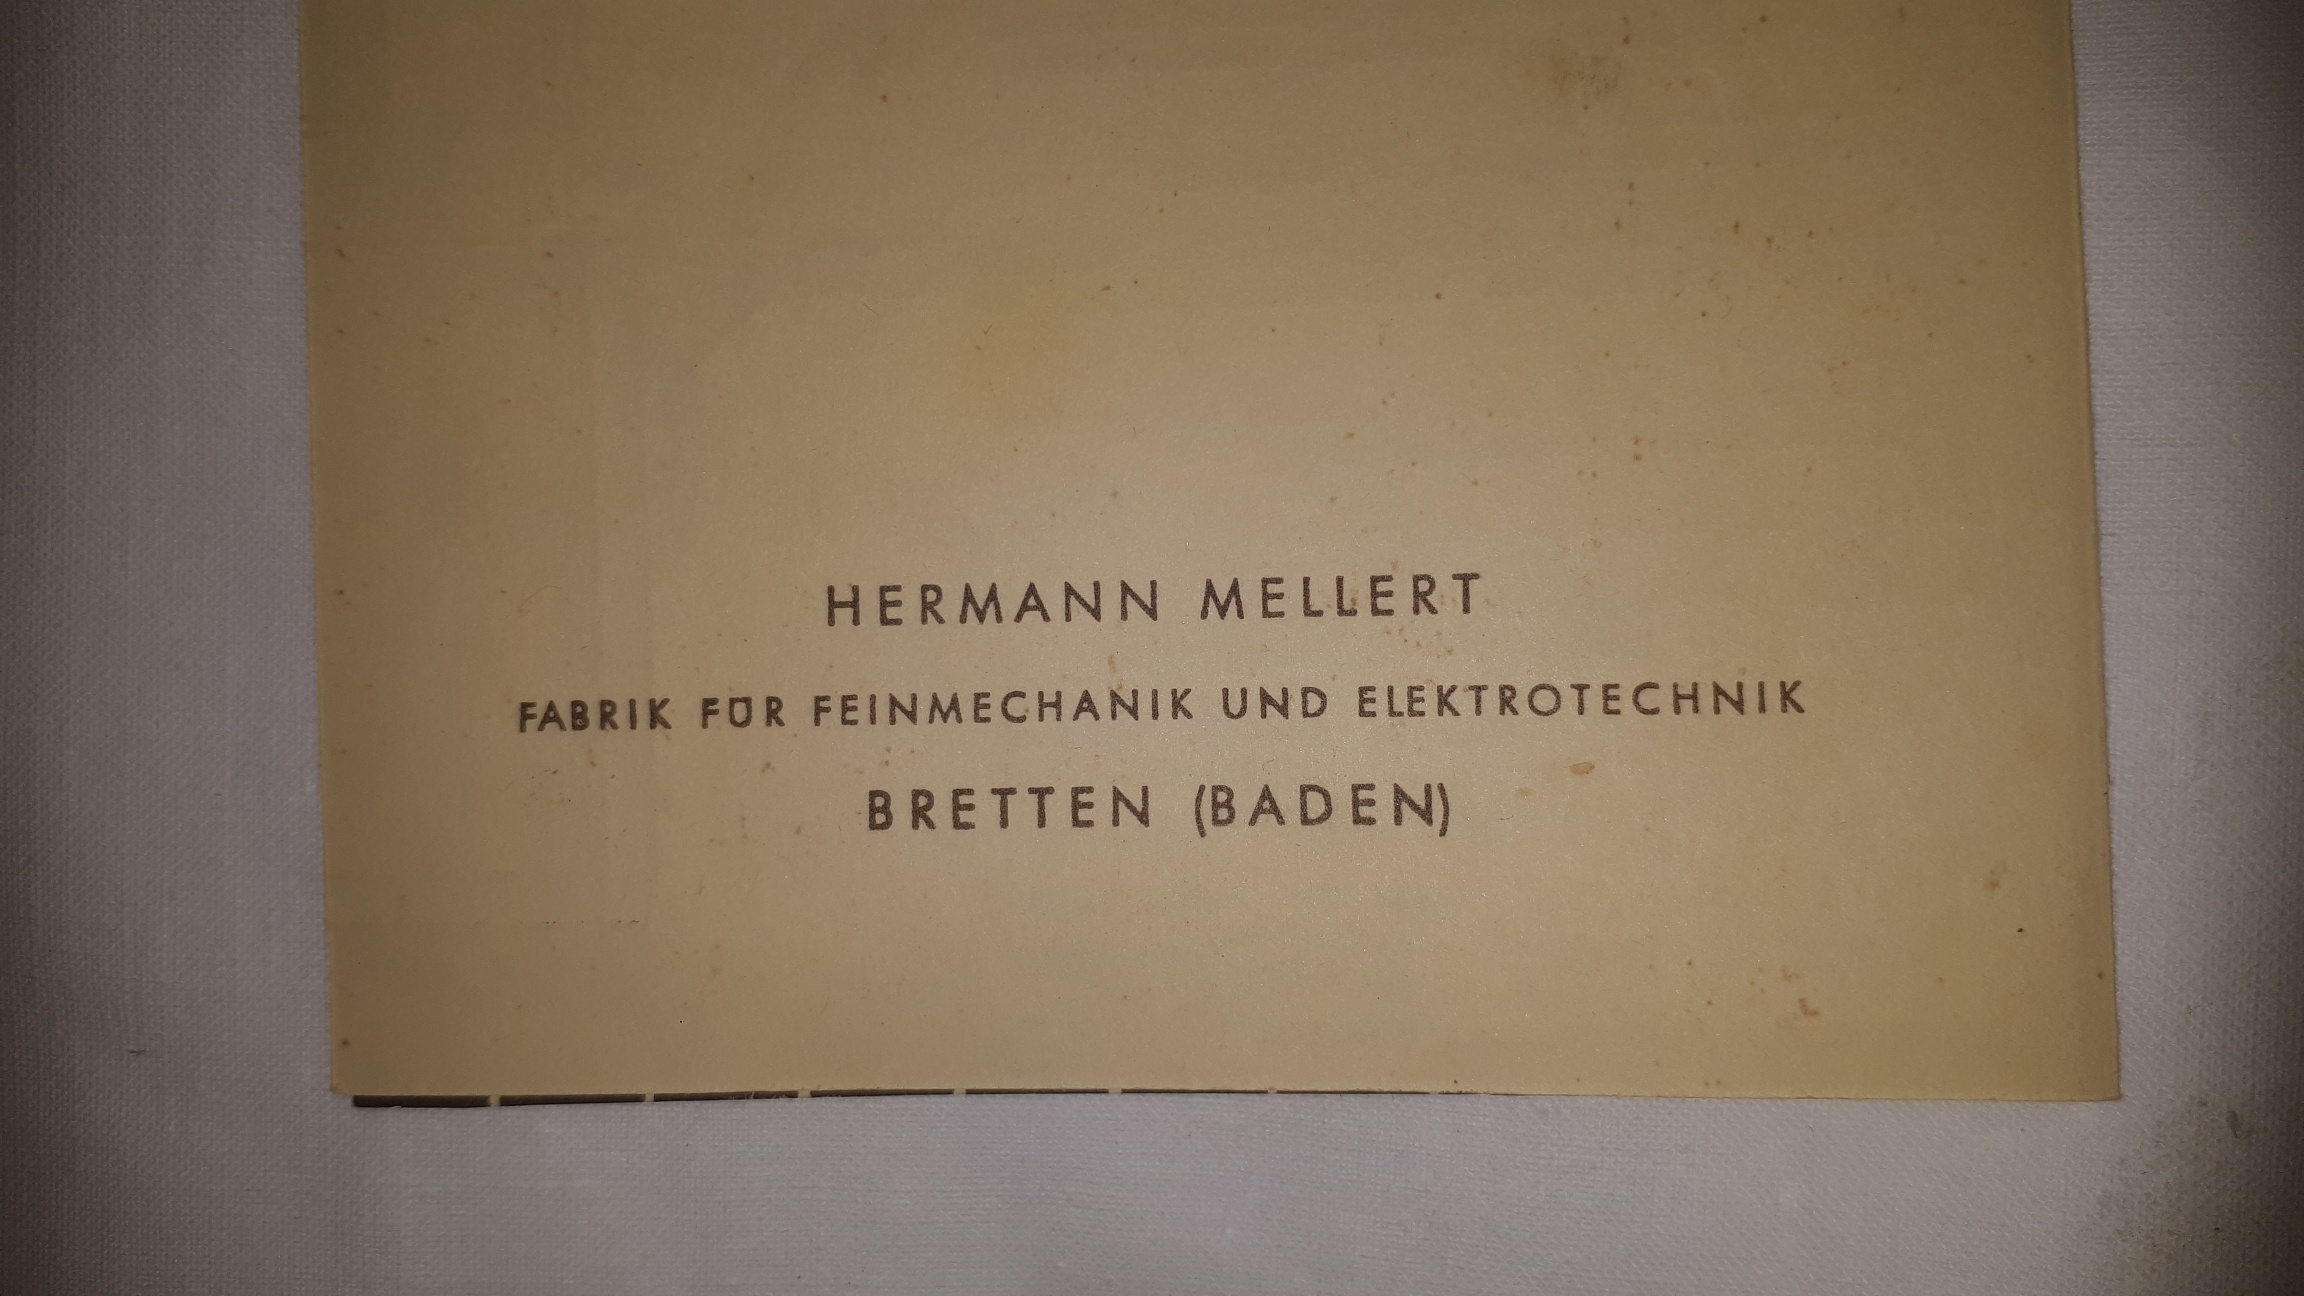 HERMANN MELLERT
FABRIK FÜR FEINMECHANIK UND ELEKTROTECHNIK
BRETTEN (BADEN)